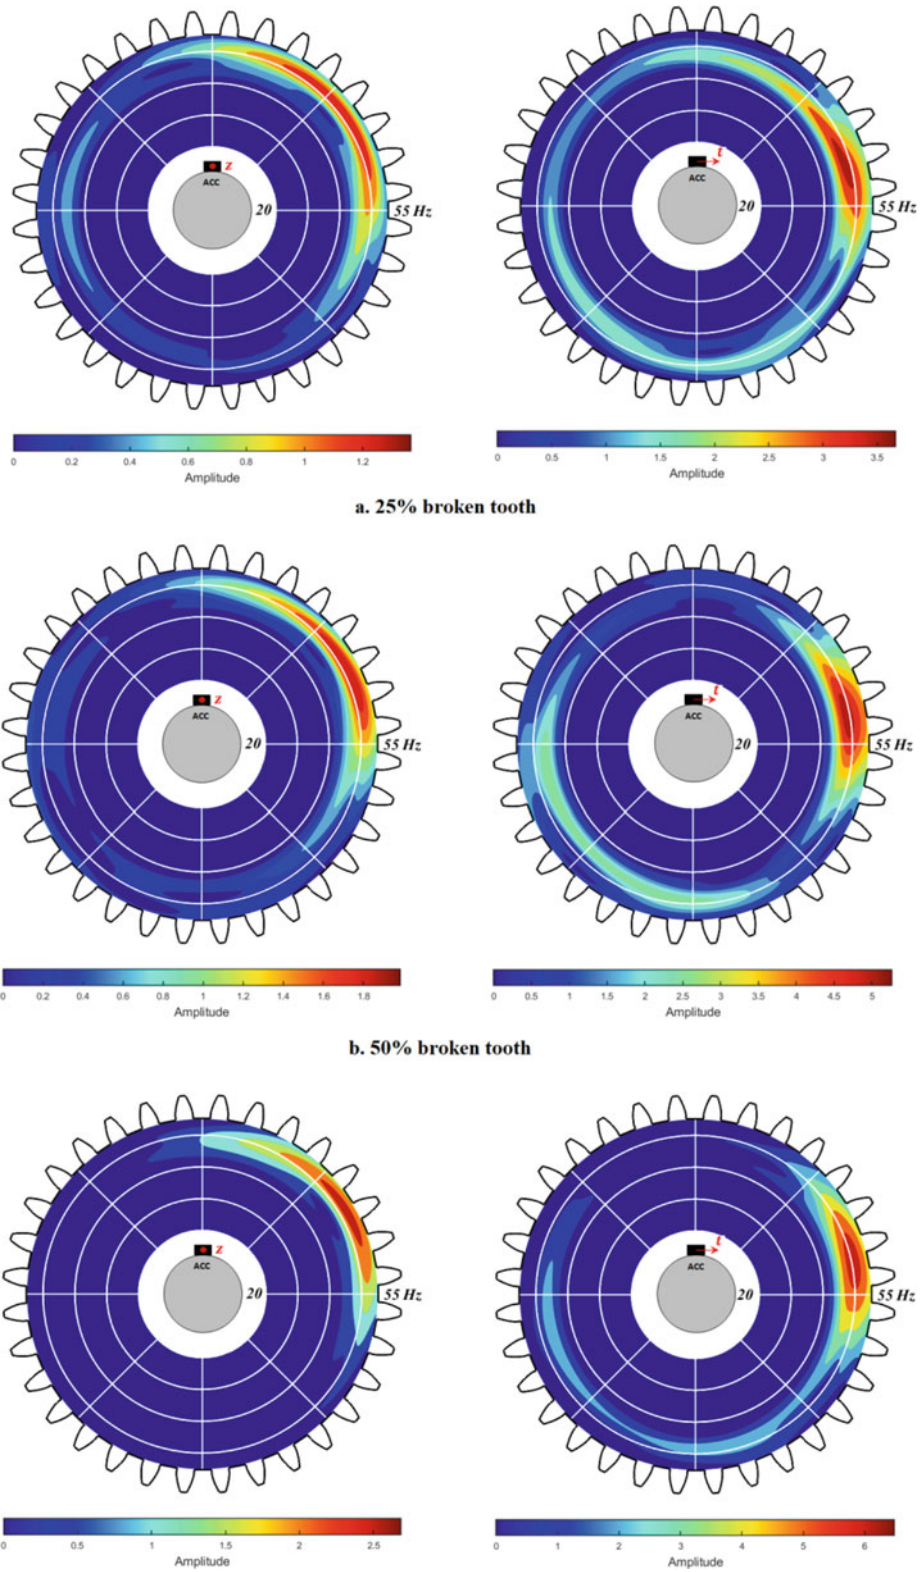 z
t
ACC
ACC
20
55 Hz
20
55 Hz
0 0.2 0.4 0.6 0.8 1 1.2
0 0.5 1 1.5 2 2.5 3 3.5
Amplitude
Amplitude
a. 25% broken tooth
z
t
ACC
ACC
20
55 Hz
20
55 Hz
0 0.2 0.4 0.6 0.8 1 1.2 1.4 1.6 1.8
0 0.5 1 1.5 2 2.5 3 3.5 4 4.5 5
Amplitude
Amplitude
b. 50% broken tooth
z
t
ACC
ACC
20
55 Hz
20
55 Hz
0 0.5 1 1.5 2 2.5
0 1 2 3 4 5 6
Amplitude
Amplitude